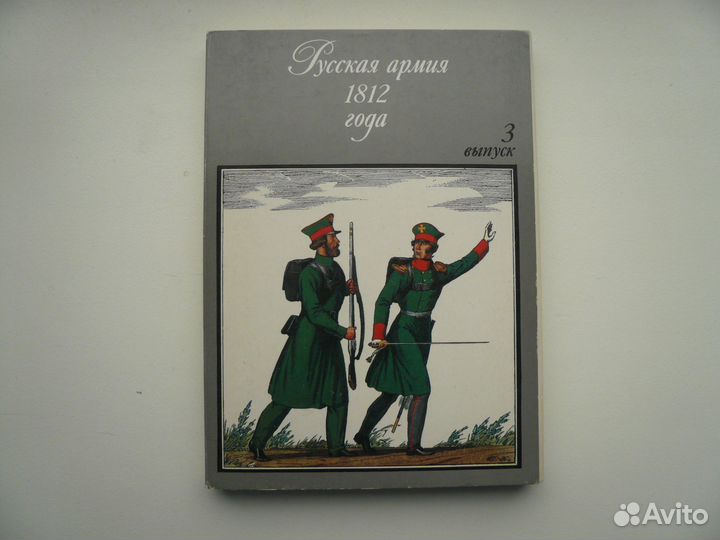 Русская армия
1812
года
3
выпуск
Avito